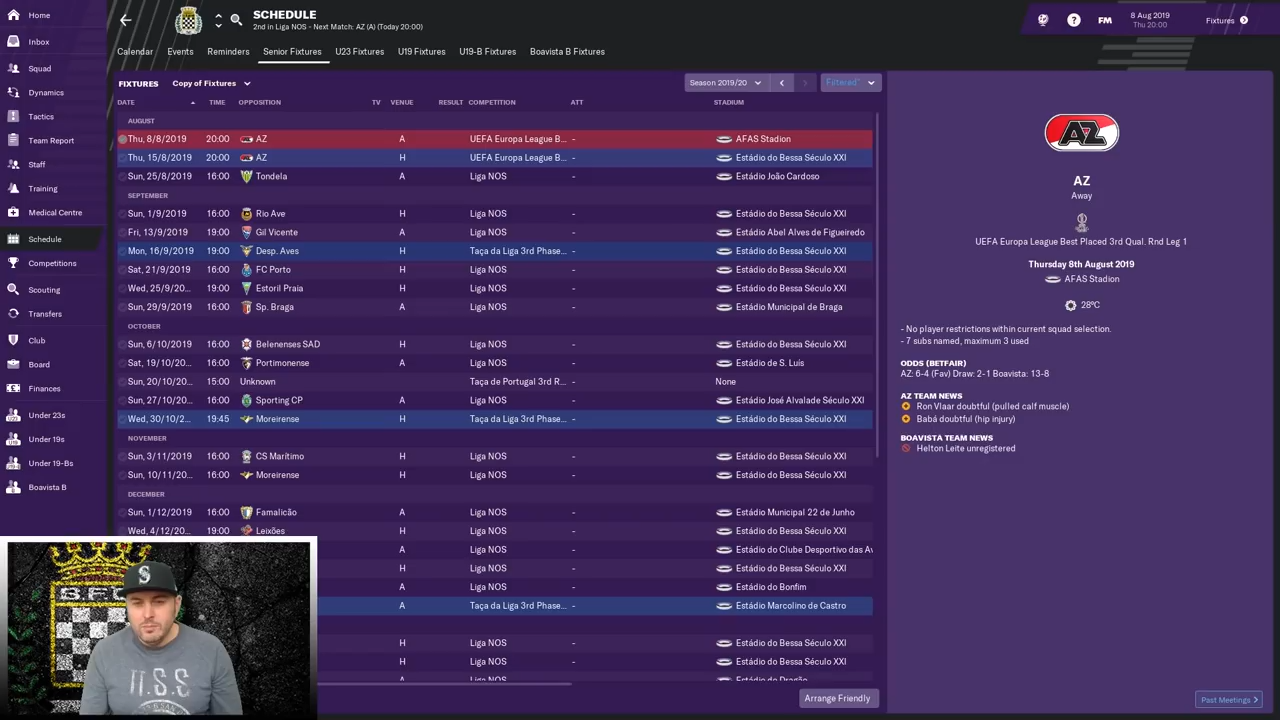 Home
Inbox
Squad
Dynamics
Tactics
Team Report
Staff
Training
Medical Centre
Schedule
Competitions
Scouting
Transfers
Club
Board
Finances
Under 23s
Under 19s
Under 19-Bs
Boavista B
SCHEDULE
2nd in Liga NOS - Next Match: AZ (A) (Today 20:00)
FM
8 Aug 2019
Thu 20:00
Fixtures
Calendar Events Reminders Senior Fixtures U23 Fixtures U19 Fixtures U19-B Fixtures Boavista B Fixtures
FIXTURES Copy of Fixtures Season 2019/20 Filtered*
DATE TIME OPPOSITION TV VENUE RESULT COMPETITION ATT STADIUM
AUGUST
Thu, 8/8/2019 20:00 AZ A UEFA Europa League B... - AFAS Stadion
Thu, 15/8/2019 20:00 AZ H UEFA Europa League B... - Estádio do Bessa Século XXI
Sun, 25/8/2019 16:00 Tondela A Liga NOS - Estádio João Cardoso
SEPTEMBER
Sun, 1/9/2019 16:00 Rio Ave H Liga NOS - Estádio do Bessa Século XXI
Fri, 13/9/2019 19:00 Gil Vicente A Liga NOS - Estádio Abel Alves de Figueiredo
Mon, 16/9/2019 19:00 Desp. Aves H Taça da Liga 3rd Phase... - Estádio do Bessa Século XXI
Sat, 21/9/2019 16:00 FC Porto H Liga NOS - Estádio do Bessa Século XXI
Wed, 25/9/20... 19:00 Estoril Praia H Liga NOS - Estádio do Bessa Século XXI
Sun, 29/9/2019 16:00 Sp. Braga A Liga NOS - Estádio Municipal de Braga
OCTOBER
Sun, 6/10/2019 16:00 Belenenses SAD H Liga NOS - Estádio do Bessa Século XXI
Sat, 19/10/20... 16:00 Portimonense A Liga NOS - Estádio de S. Luís
Sun, 20/10/20... 15:00 Unknown Taça de Portugal 3rd R... - None
Sun, 27/10/20... 16:00 Sporting CP A Liga NOS - Estádio José Alvalade Século XXI
Wed, 30/10/2... 19:45 Moreirense H Taça da Liga 3rd Phase... - Estádio do Bessa Século XXI
NOVEMBER
Sun, 3/11/2019 16:00 CS Marítimo H Liga NOS - Estádio do Bessa Século XXI
Sun, 10/11/20... 16:00 Moreirense H Liga NOS - Estádio do Bessa Século XXI
DECEMBER
Sun, 1/12/2019 16:00 Famalicão A Liga NOS - Estádio Municipal 22 de Junho
Wed, 4/12/20... 19:00 Leixões H Liga NOS - Estádio do Bessa Século XXI
A Liga NOS - Estádio do Clube Desportivo das Av
H Liga NOS - Estádio do Bessa Século XXI
A Liga NOS - Estádio do Bonfim
A Taça da Liga 3rd Phase... - Estádio Marcolino de Castro
H Liga NOS - Estádio do Bessa Século XXI
H Liga NOS - Estádio do Bessa Século XXI
A Liga NOS - Estádio do Dragão
Arrange Friendly
AZ
AZ
Away
UEFA Europa League Best Placed 3rd Qual. Rnd Leg 1
Thursday 8th August 2019
AFAS Stadion
28°C
- No player restrictions within current squad selection.
- 7 subs named, maximum 3 used
ODDS (BETFAIR)
AZ: 6-4 (Fav) Draw: 2-1 Boavista: 13-8
AZ TEAM NEWS
Ron Vlaar doubtful (pulled calf muscle)
Babá doubtful (hip injury)
BOAVISTA TEAM NEWS
Helton Leite unregistered
Past Meetings
U.S.S